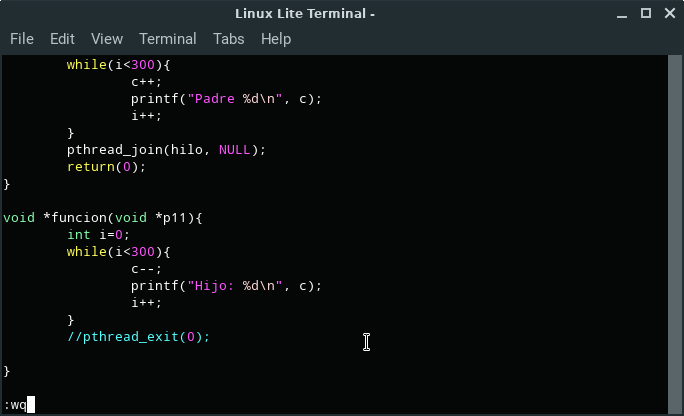 Linux Lite Terminal -
File Edit View Terminal Tabs Help
while(i<300){
c++;
printf("Padre %d\n", c);
i++;
}
pthread_join(hilo, NULL);
return(0);
}
void *funcion(void *p11){
int i=0;
while(i<300){
c--;
printf("Hijo: %d\n", c);
i++;
}
//pthread_exit(0);
}
:wq